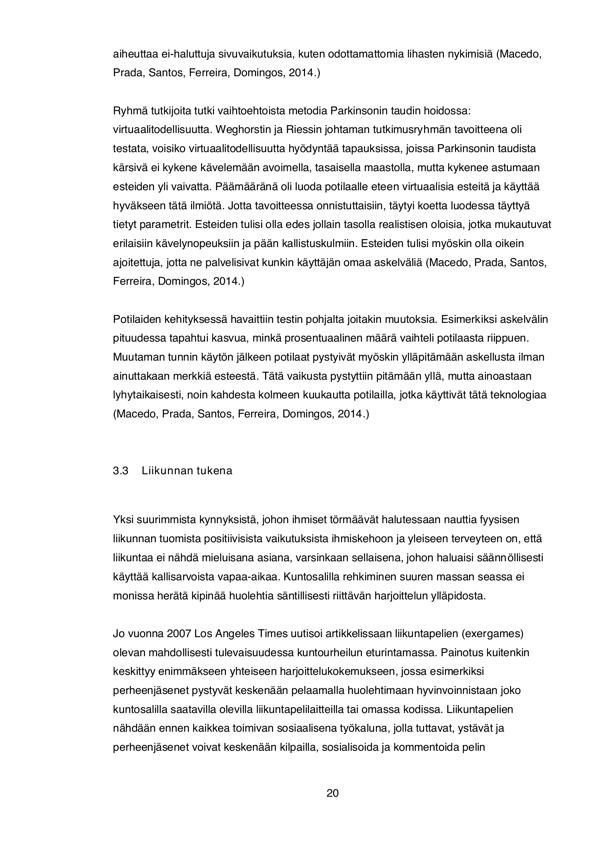 aiheuttaa ei-haluttuja sivuvaikutuksia, kuten odottamattomia lihasten nykimisiä (Macedo,
Prada, Santos, Ferreira, Domingos, 2014.)
Ryhmä tutkijoita tutki vaihtoehtoista metodia Parkinsonin taudin hoidossa:
virtuaalitodellisuutta. Weghorstin ja Riessin johtaman tutkimusryhmän tavoitteena oli
testata, voisiko virtuaalitodellisuutta hyödyntää tapauksissa, joissa Parkinsonin taudista
kärsivä ei kykene kävelemään avoimella, tasaisella maastolla, mutta kykenee astumaan
esteiden yli vaivatta. Päämääränä oli luoda potilaalle eteen virtuaalisia esteitä ja käyttää
hyväkseen tätä ilmiötä. Jotta tavoitteessa onnistuttaisiin, täytyi koetta luodessa täyttyä
tietyt parametrit. Esteiden tulisi olla edes jollain tasolla realistisen oloisia, jotka mukautuvat
erilaisiin kävelynopeuksiin ja pään kallistuskulmiin. Esteiden tulisi myöskin olla oikein
ajoitettuja, jotta ne palvelisivat kunkin käyttäjän omaa askelväliä (Macedo, Prada, Santos,
Ferreira, Domingos, 2014.)
Potilaiden kehityksessä havaittiin testin pohjalta joitakin muutoksia. Esimerkiksi askelvälin
pituudessa tapahtui kasvua, minkä prosentuaalinen määrä vaihteli potilaasta riippuen.
Muutaman tunnin käytön jälkeen potilaat pystyivät myöskin ylläpitämään askellusta ilman
ainuttakaan merkkiä esteestä. Tätä vaikusta pystyttiin pitämään yllä, mutta ainoastaan
lyhytaikaisesti, noin kahdesta kolmeen kuukautta potilailla, jotka käyttivät tätä teknologiaa
(Macedo, Prada, Santos, Ferreira, Domingos, 2014.)
3.3 Liikunnan tukena
Yksi suurimmista kynnyksistä, johon ihmiset törmäävät halutessaan nauttia fyysisen
liikunnan tuomista positiivisista vaikutuksista ihmiskehoon ja yleiseen terveyteen on, että
liikuntaa ei nähdä mieluisana asiana, varsinkaan sellaisena, johon haluaisi säännöllisesti
käyttää kallisarvoista vapaa-aikaa. Kuntosalilla rehkiminen suuren massan seassa ei
monissa herätä kipinää huolehtia säntillisesti riittävän harjoittelun ylläpidosta.
Jo vuonna 2007 Los Angeles Times uutisoi artikkelissaan liikuntapelien (exergames)
olevan mahdollisesti tulevaisuudessa kuntourheilun eturintamassa. Painotus kuitenkin
keskittyy enimmäkseen yhteiseen harjoittelukokemukseen, jossa esimerkiksi
perheenjäsenet pystyvät keskenään pelaamalla huolehtimaan hyvinvoinnistaan joko
kuntosalilla saatavilla olevilla liikuntapelilaitteilla tai omassa kodissa. Liikuntapelien
nähdään ennen kaikkea toimivan sosiaalisena työkaluna, jolla tuttavat, ystävät ja
perheenjäsenet voivat keskenään kilpailla, sosialisoida ja kommentoida pelin
20